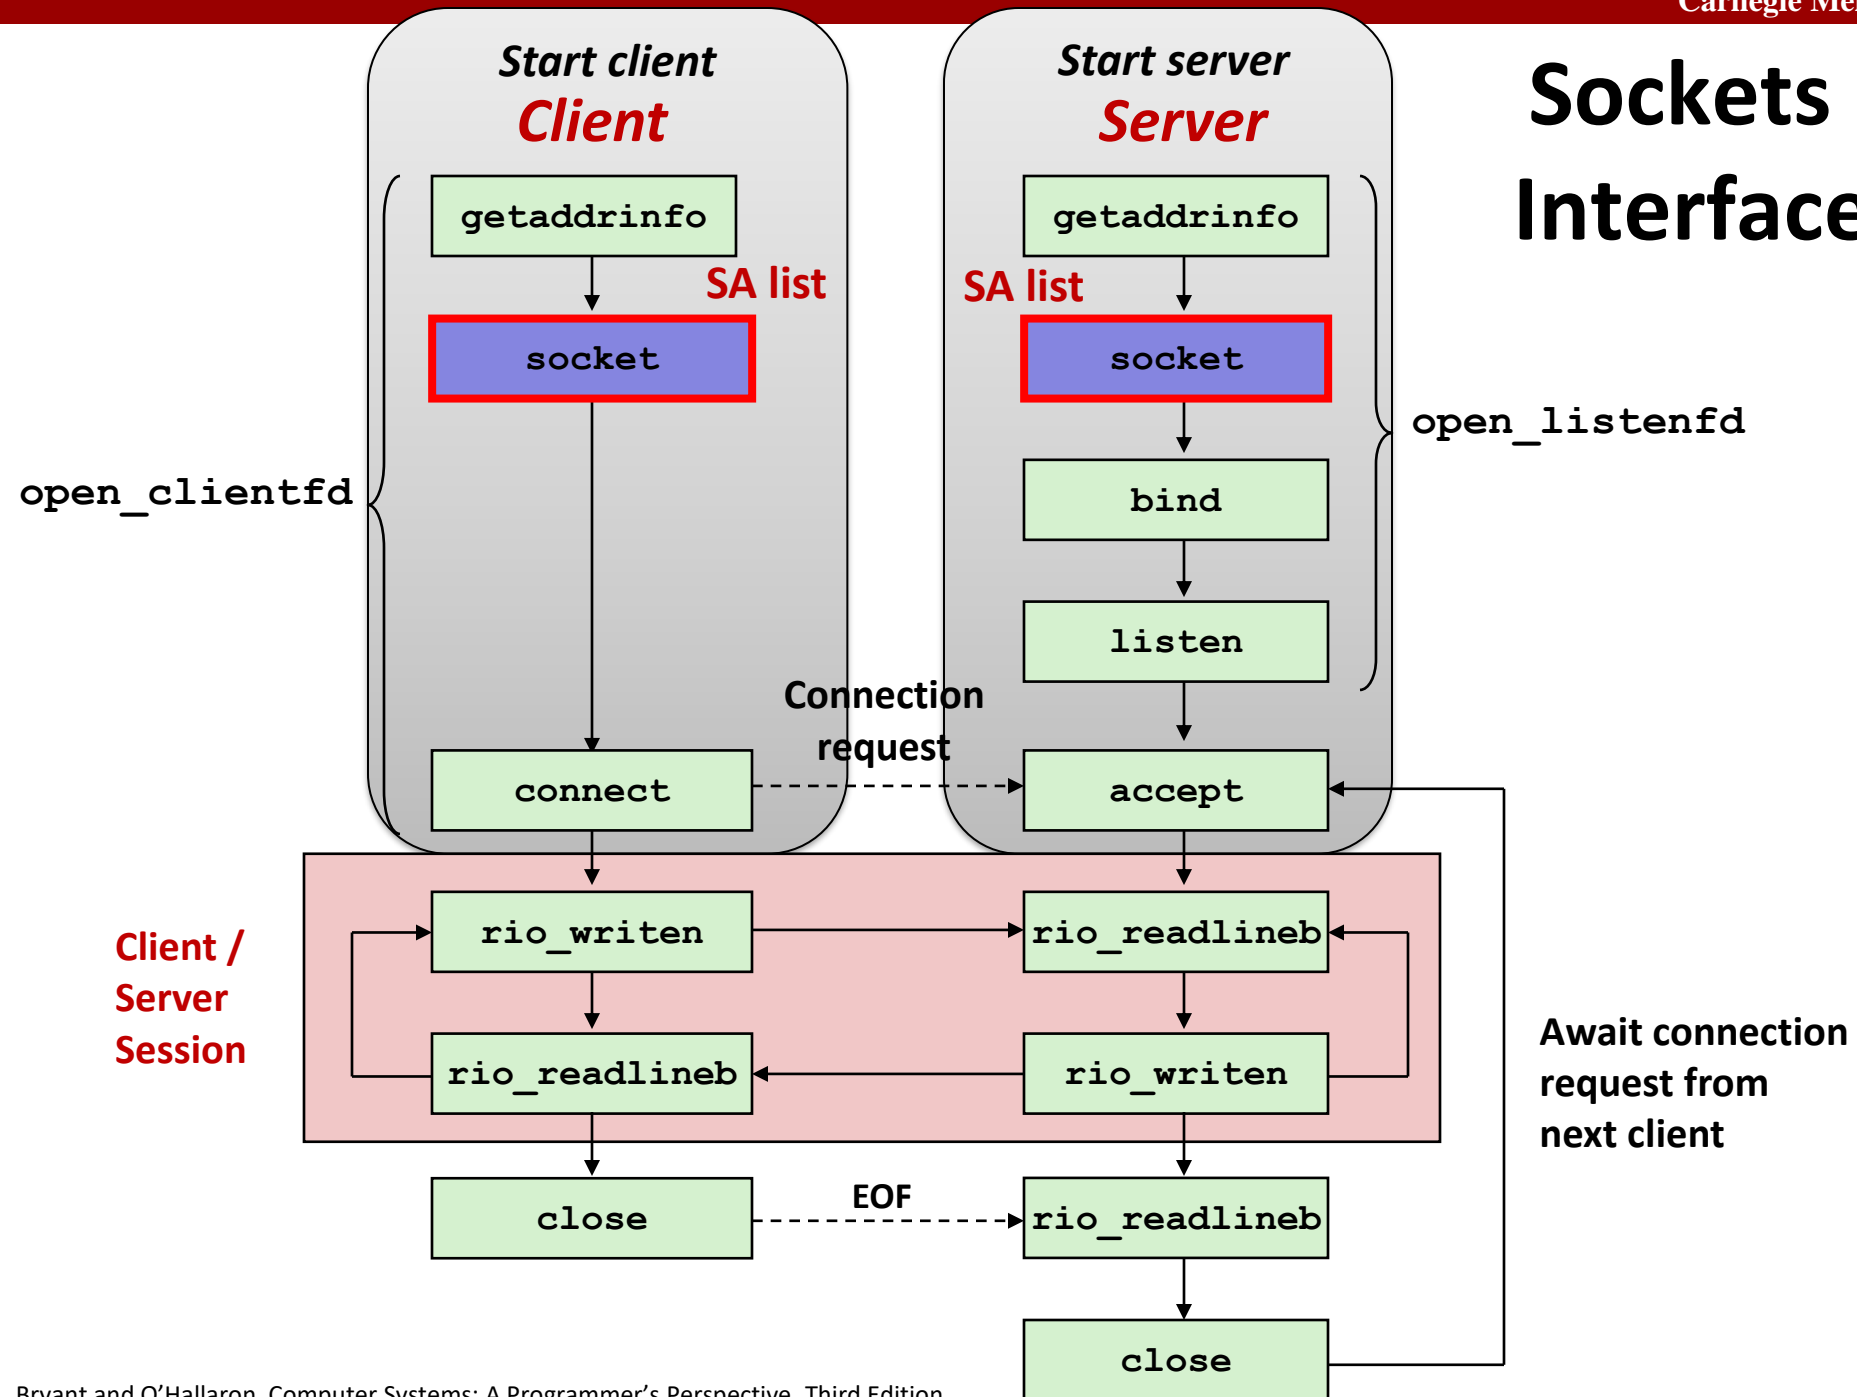 Carnegie
Sockets
Interface
Start client
Client
Start server
Server
getaddrinfo
getaddrinfo
SA list
SA list
socket
socket
open_listenfd
open_clientfd
bind
listen
Connection
request
connect
accept
Client /
Server
Session
rio_writen
rio_readlineb
rio_readlineb
rio_writen
Await connection
request from
next client
close
EOF
rio_readlineb
close
Bryant and O'Hallaron, Computer Systems: A Programmer's Perspective, Third Edition